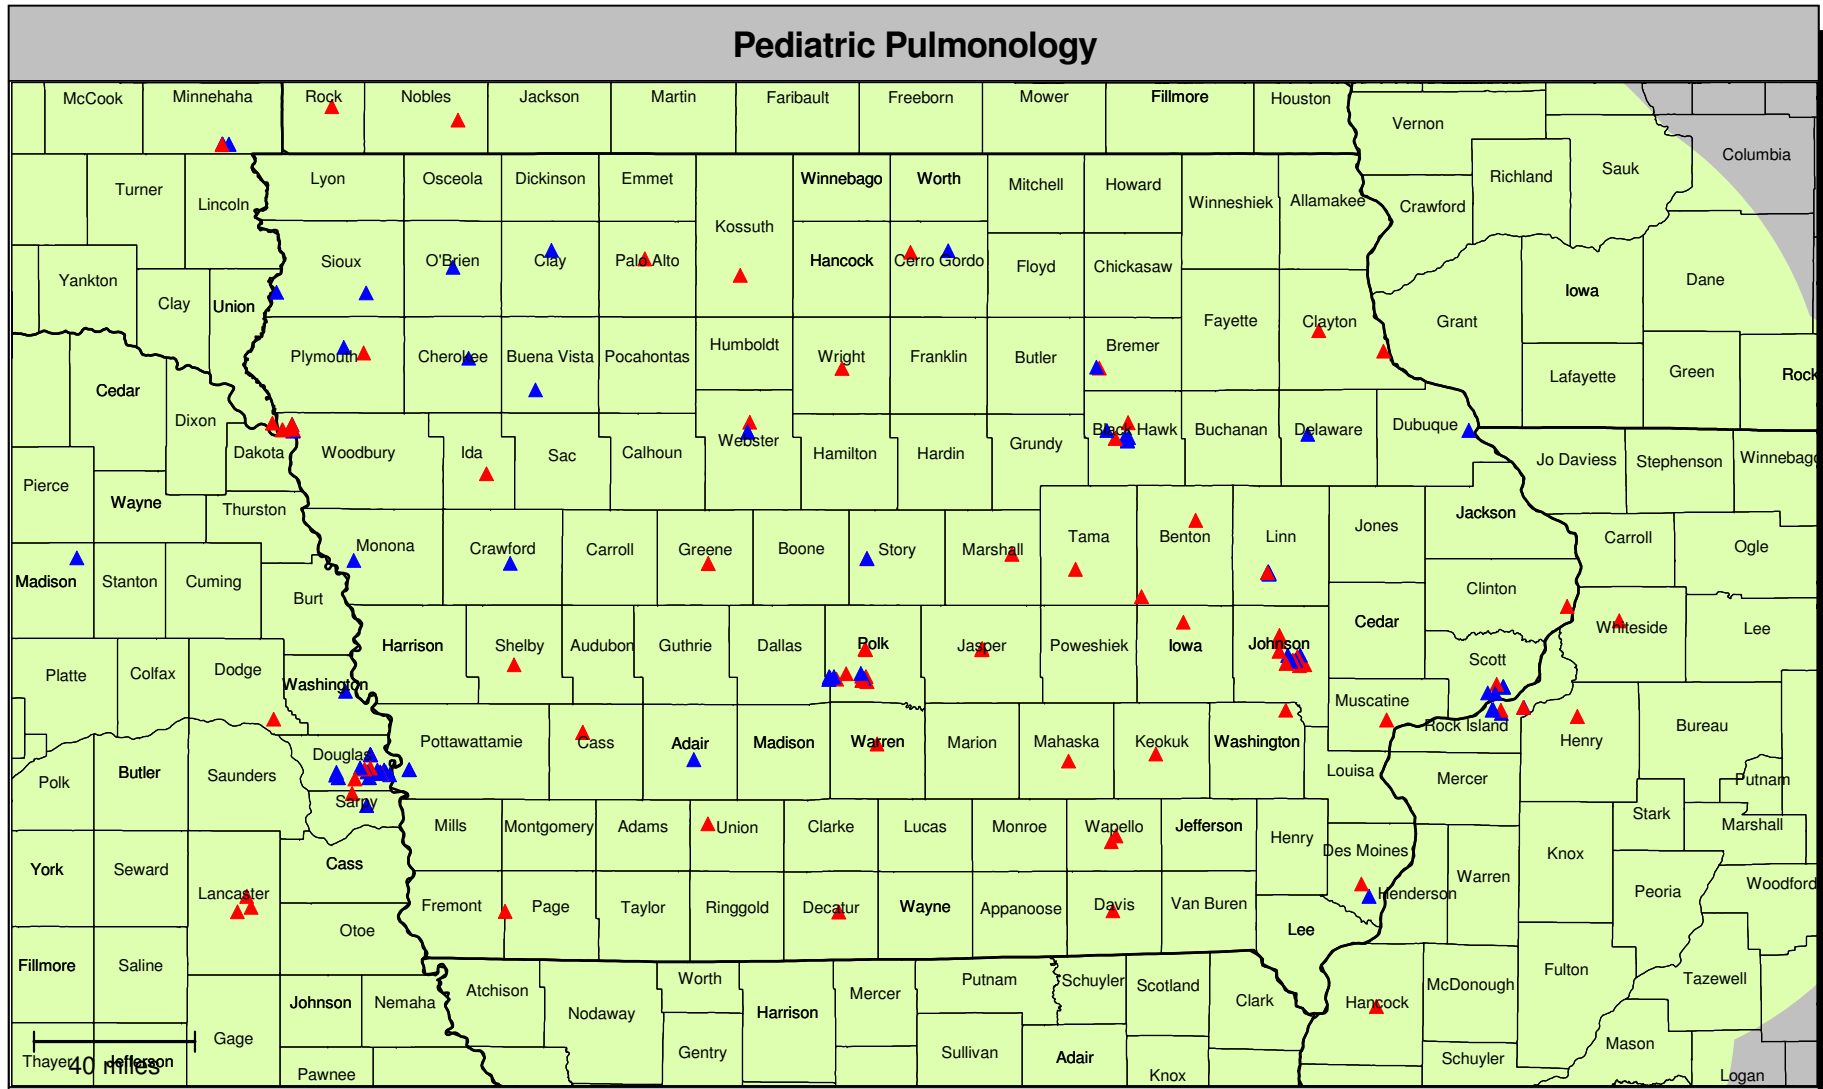 Pediatric Pulmonology
McCook Minnehaha Rock Nobles Jackson Martin Faribault Freeborn Mower Fillmore Houston
Vernon
Columbia
Turner Lincoln Lyon Osceola Dickinson Emmet Winnebago Worth Mitchell Howard Winneshiek Allamakee Crawford Richland Sauk
Kossuth
Yankton Clay Union Sioux O'Brien Clay Palo Alto Hancock Cerro Gordo Floyd Chickasaw Iowa Dane
Fayette Clayton Grant
Plymouth Cherokee Buena Vista Pocahontas Humboldt Wright Franklin Butler Bremer Lafayette Green Rock
Cedar
Dixon Dakota Woodbury Ida Sac Calhoun Webster Hamilton Hardin Grundy Black Hawk Buchanan Delaware Dubuque Jo Daviess Stephenson Winnebago
Pierce Wayne Thurston
Monona Crawford Carroll Greene Boone Story Marshall Tama Benton Linn Jones Jackson Carroll Ogle
Madison Stanton Cuming Burt Clinton
Harrison Shelby Audubon Guthrie Dallas Polk Jasper Poweshiek Iowa Johnson Cedar Scott Whiteside Lee
Platte Colfax Dodge Washington Muscatine Rock Island
Pottawattamie Cass Adair Madison Warren Marion Mahaska Keokuk Washington Henry Bureau
Polk Butler Saunders Douglas Louisa Mercer Putnam
Sarpy
Mills Montgomery Adams Union Clarke Lucas Monroe Wapello Jefferson Henry Des Moines Stark Marshall
York Seward Cass Knox
Lancaster Henderson Warren Peoria Woodford
Fremont Page Taylor Ringgold Decatur Wayne Appanoose Davis Van Buren Lee
Otoe
Fillmore Saline Fulton Tazewell
Johnson Nemaha Atchison Nodaway Worth Harrison Mercer Putnam Schuyler Scotland Clark Hancock McDonough
Gage Gentry Sullivan Adair Schuyler Mason
Thayer Jefferson Pawnee Knox Logan
40 miles